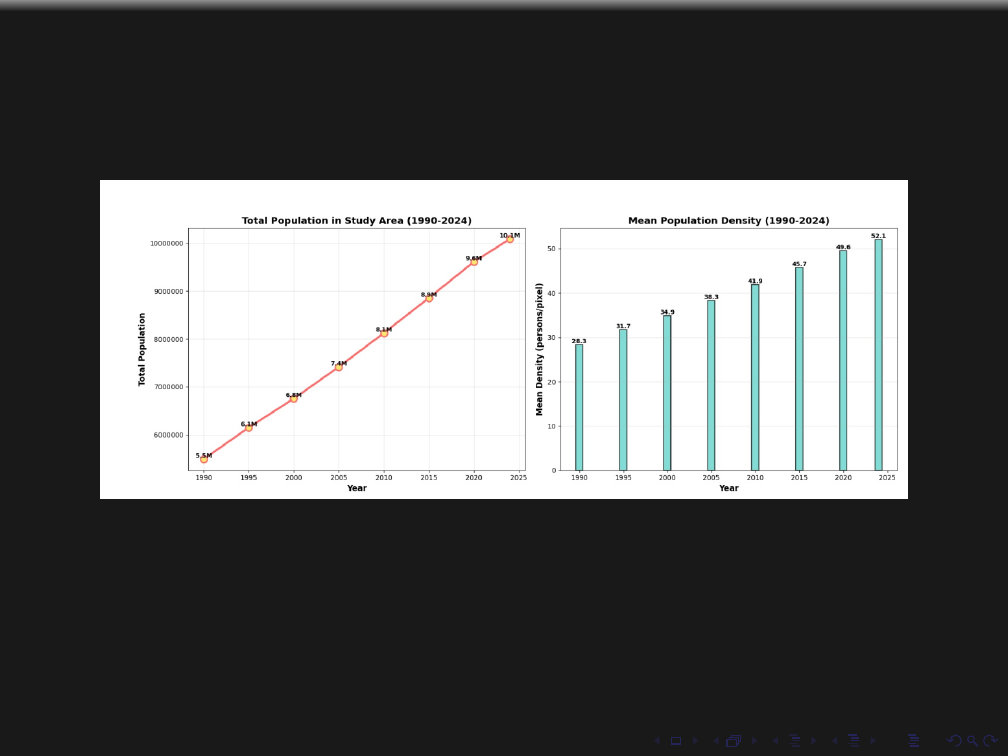 Total Population in Study Area (1990-2024)
Total Population
10000000
9000000
8000000
7000000
6000000
5.5M
6.1M
6.8M
7.4M
8.1M
8.9M
9.6M
10.1M
1990 1995 2000 2005 2010 2015 2020 2025
Year
Mean Population Density (1990-2024)
Mean Density (persons/pixel)
50
40
30
20
10
0
28.3
31.7
34.9
38.3
41.9
45.7
49.6
52.1
1990 1995 2000 2005 2010 2015 2020 2025
Year